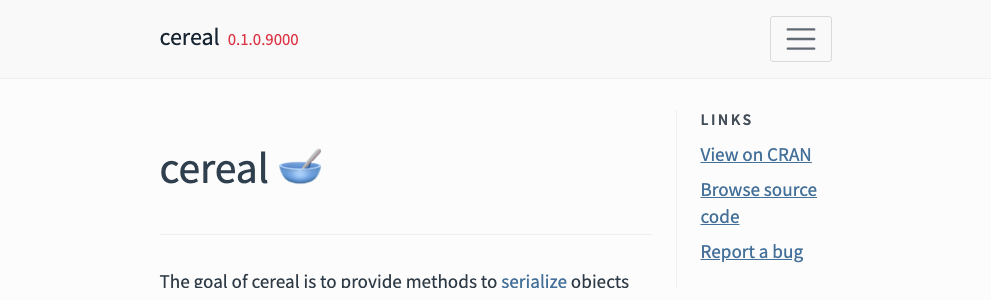 cereal 0.1.0.9000
cereal
LINKS
View on CRAN
Browse source
code
Report a bug
The goal of cereal is to provide methods to serialize objects